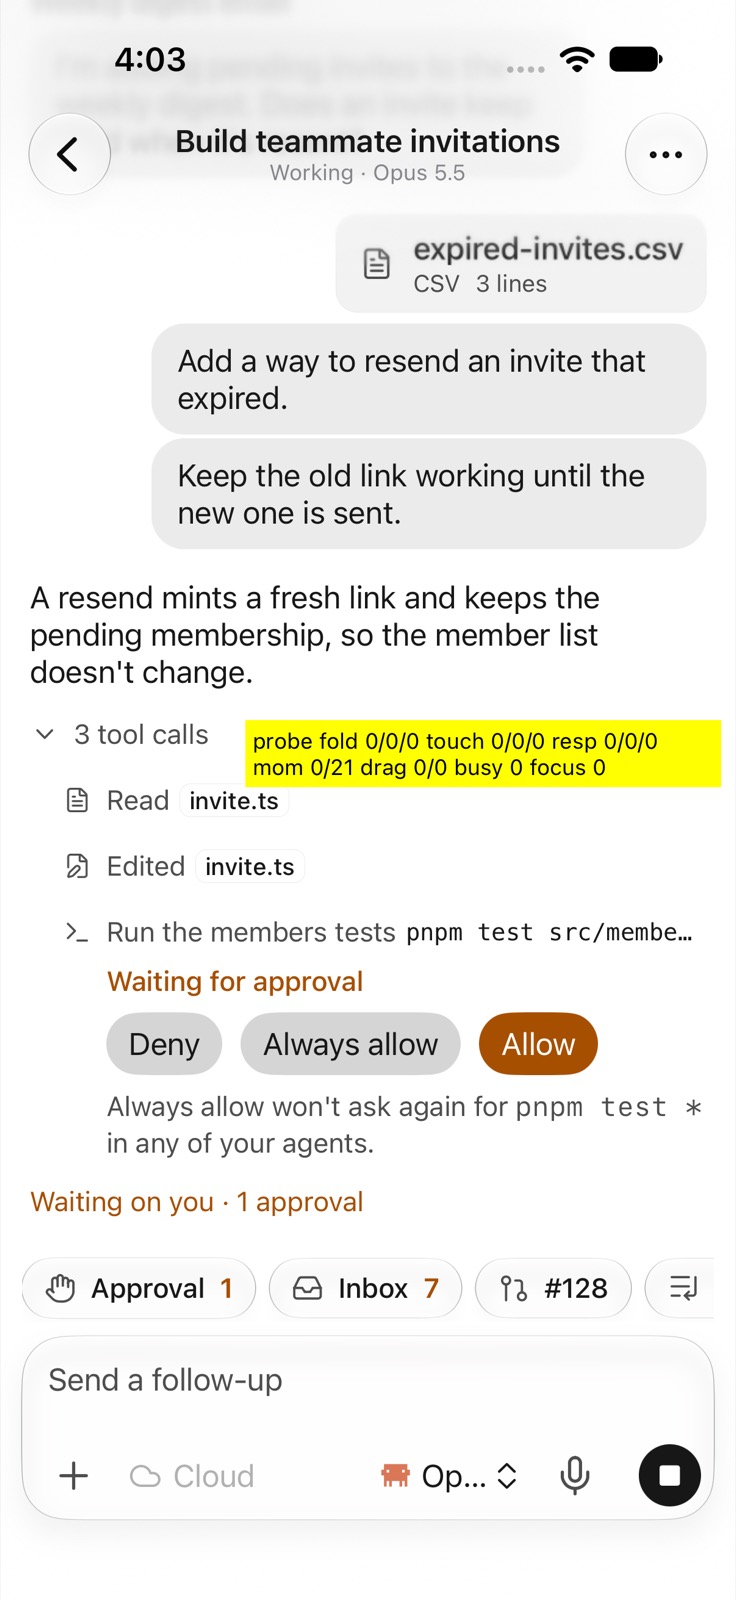 4:03
Build teammate invitations
Working · Opus 5.5
expired-invites.csv
CSV 3 lines
Add a way to resend an invite that
expired.
Keep the old link working until the
new one is sent.
A resend mints a fresh link and keeps the
pending membership, so the member list
doesn't change.
3 tool calls
probe fold 0/0/0 touch 0/0/0 resp 0/0/0
mom 0/21 drag 0/0 busy 0 focus 0
Read invite.ts
Edited invite.ts
Run the members tests pnpm test src/membe…
Waiting for approval
Deny Always allow Allow
Always allow won't ask again for pnpm test *
in any of your agents.
Waiting on you · 1 approval
Approval 1 Inbox 7 #128
Send a follow-up
Cloud Op...